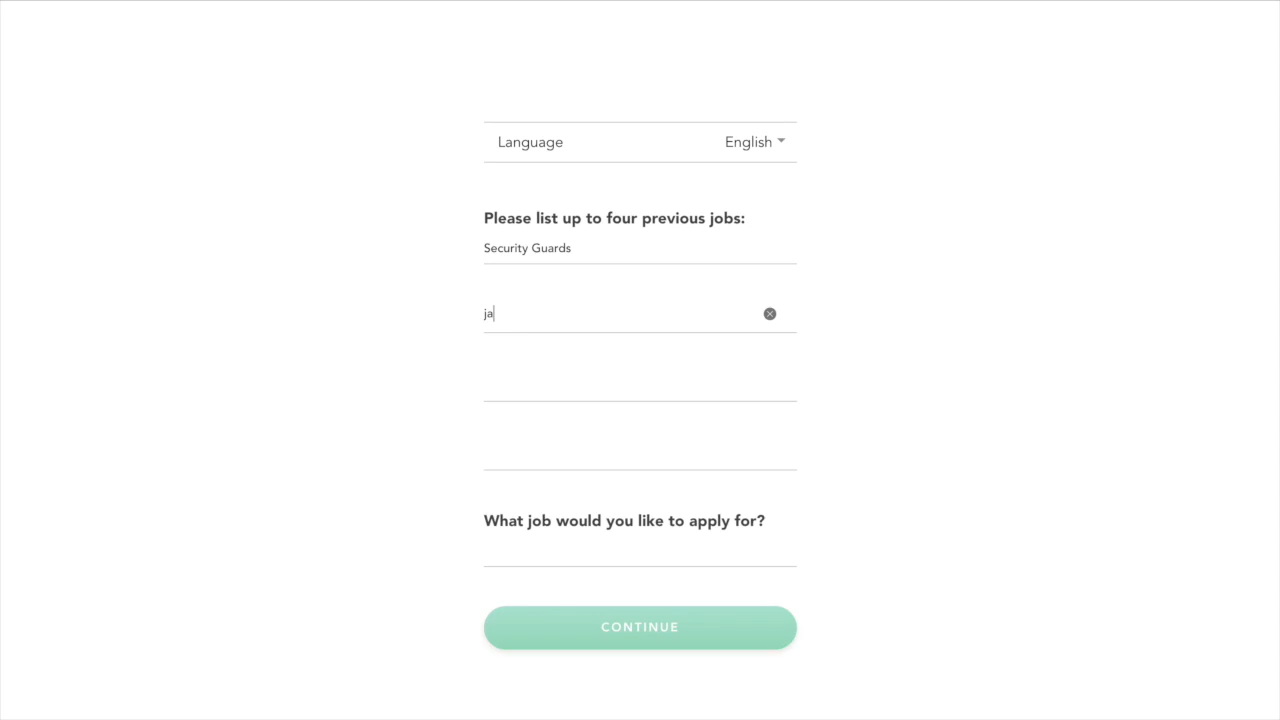 Language English
Please list up to four previous jobs:
Security Guards
ja
What job would you like to apply for?
CONTINUE